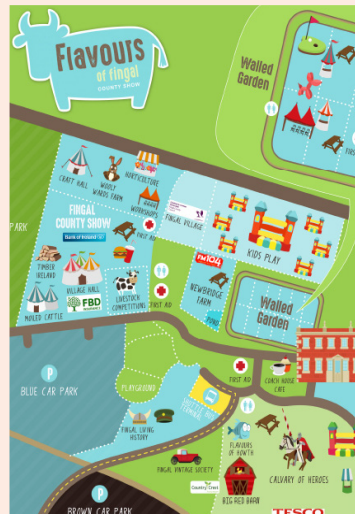 Flavours
of fingal
COUNTY SHOW
Walled
Garden
CRAFT HALL
WOOLY
WARDS FARM
HORTICULTURE
WORKSHOPS
FINGAL VILLAGE
KIDS PLAY
PARK
FINGAL
COUNTY SHOW
Bank of Ireland
FIRST AID
TIMBER
IRELAND
VILLAGE HALL
FBD
MUIED CATTLE
LIVESTOCK
COMPETITIONS
FIRST AID
FM104
NEWBRIDGE
FARM
Walled
Garden
P
BLUE CAR PARK
PLAYGROUND
FIRST AID
COACH HOUSE
CAFE
FINGAL LIVING
HISTORY
FLAVOURS
OF HOWTH
FINGAL VINTAGE SOCIETY
CALVARY OF HEROES
Country Crest
BIG RED BARN
P
BROWN CAR PARK
TESCO